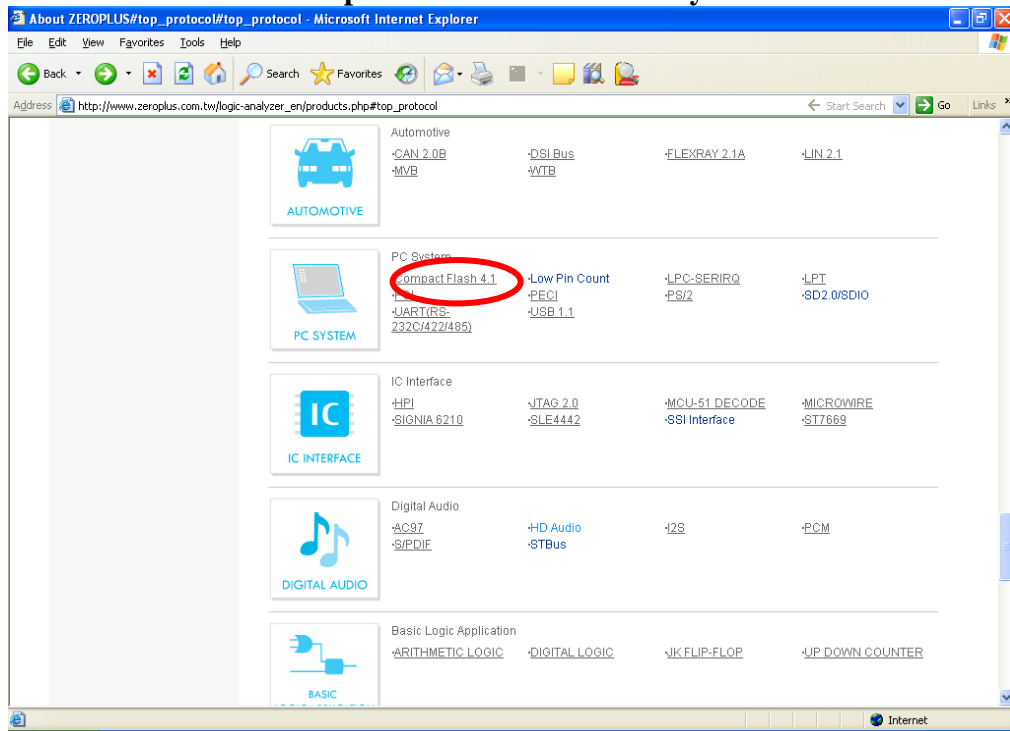 About ZEROPLUS#top_protocol#top_protocol - Microsoft Internet Explorer
File Edit View Favorites Tools Help
Back Search Favorites
Address http://www.zeroplus.com.tw/logic-analyzer_en/products.php#top_protocol Start Search Go Links »
Automotive
·CAN 2.0B ·DSI Bus ·FLEXRAY 2.1A ·LIN 2.1
·MVB ·WTB
AUTOMOTIVE
PC System
Compact Flash 4.1 ·Low Pin Count ·LPC-SERIRQ ·LPT
·PECI ·PS/2 ·SD2.0/SDIO
·UART(RS- ·USB 1.1
232C/422/485)
PC SYSTEM
IC Interface
·HPI ·JTAG 2.0 ·MCU-51 DECODE ·MICROWIRE
·SIGNIA 6210 ·SLE4442 ·SSI Interface ·ST7669
IC
IC INTERFACE
Digital Audio
·AC97 ·HD Audio ·I2S ·PCM
·S/PDIF ·STBus
DIGITAL AUDIO
Basic Logic Application
·ARITHMETIC LOGIC ·DIGITAL LOGIC ·JK FLIP-FLOP ·UP DOWN COUNTER
BASIC
Internet